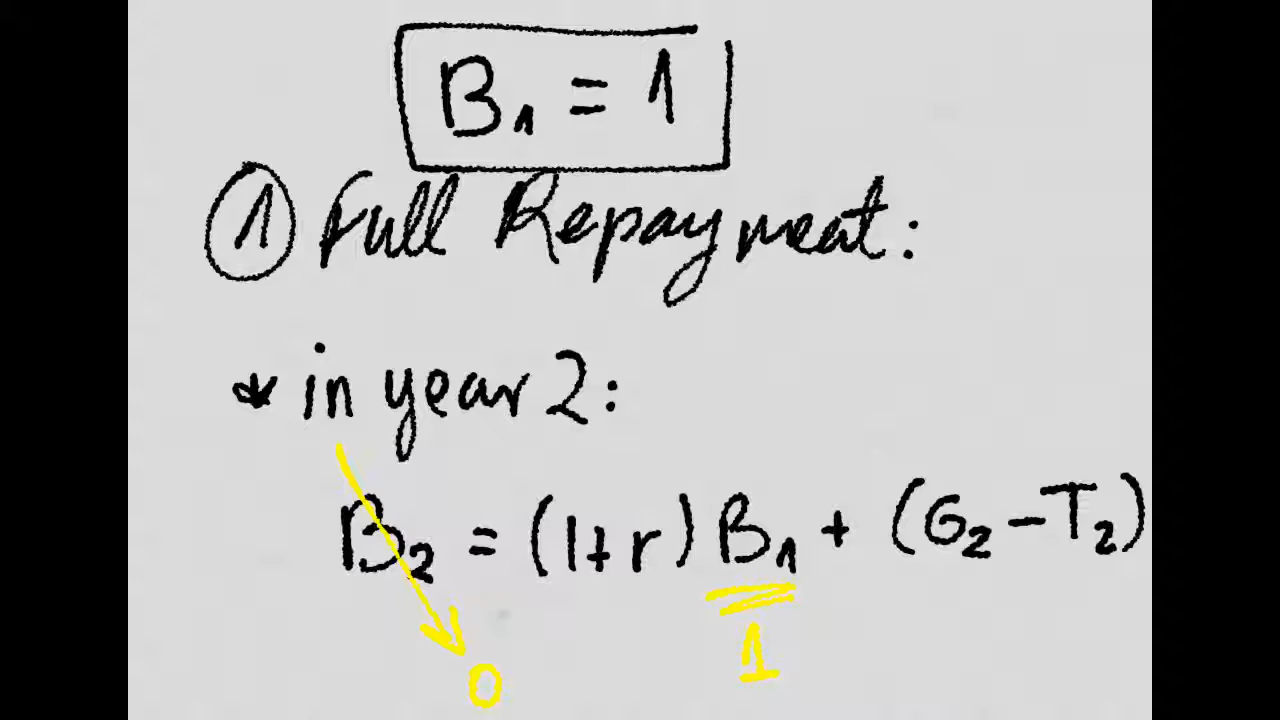 B₁ = 1
① Full Repayment:
* in year 2:
B₂ = (1+r) B₁ + (G₂ - T₂)
1
0